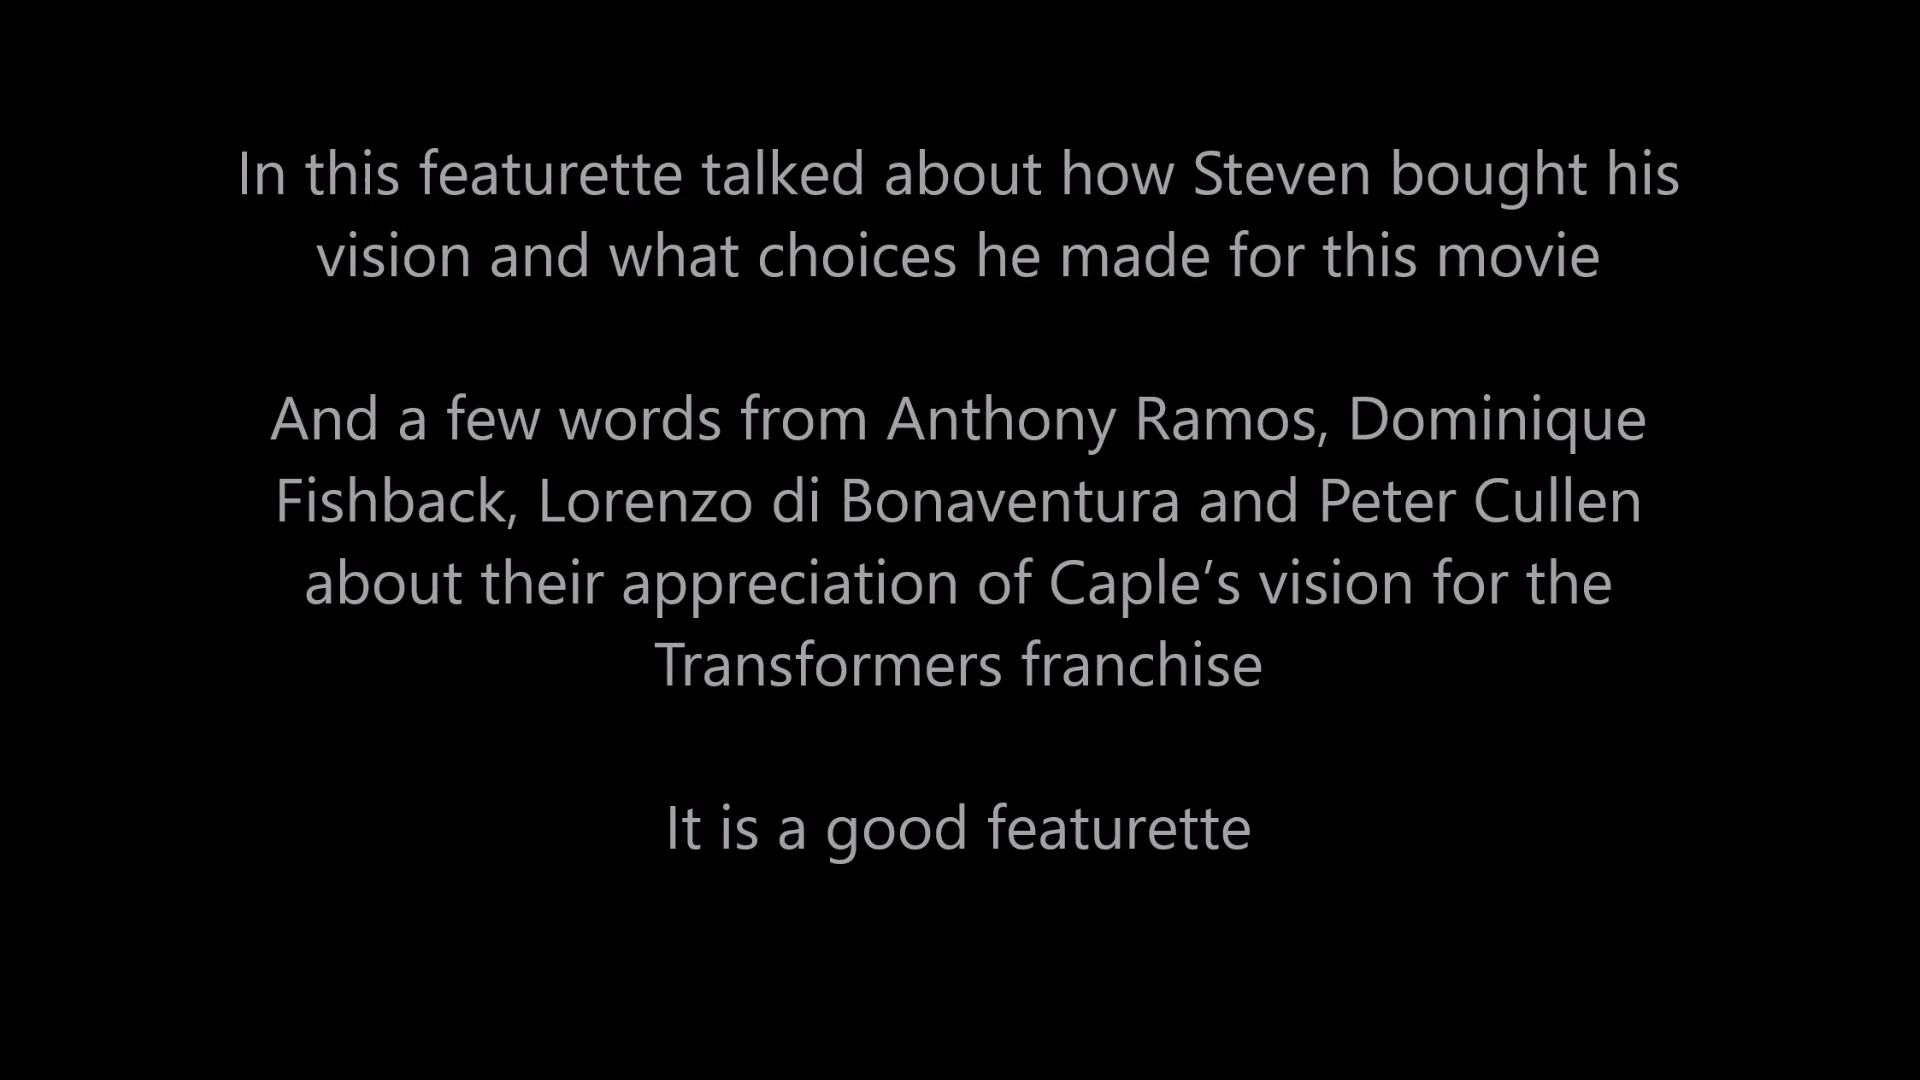 In this featurette talked about how Steven bought his
vision and what choices he made for this movie
And a few words from Anthony Ramos, Dominique
Fishback, Lorenzo di Bonaventura and Peter Cullen
about their appreciation of Caple’s vision for the
Transformers franchise
It is a good featurette